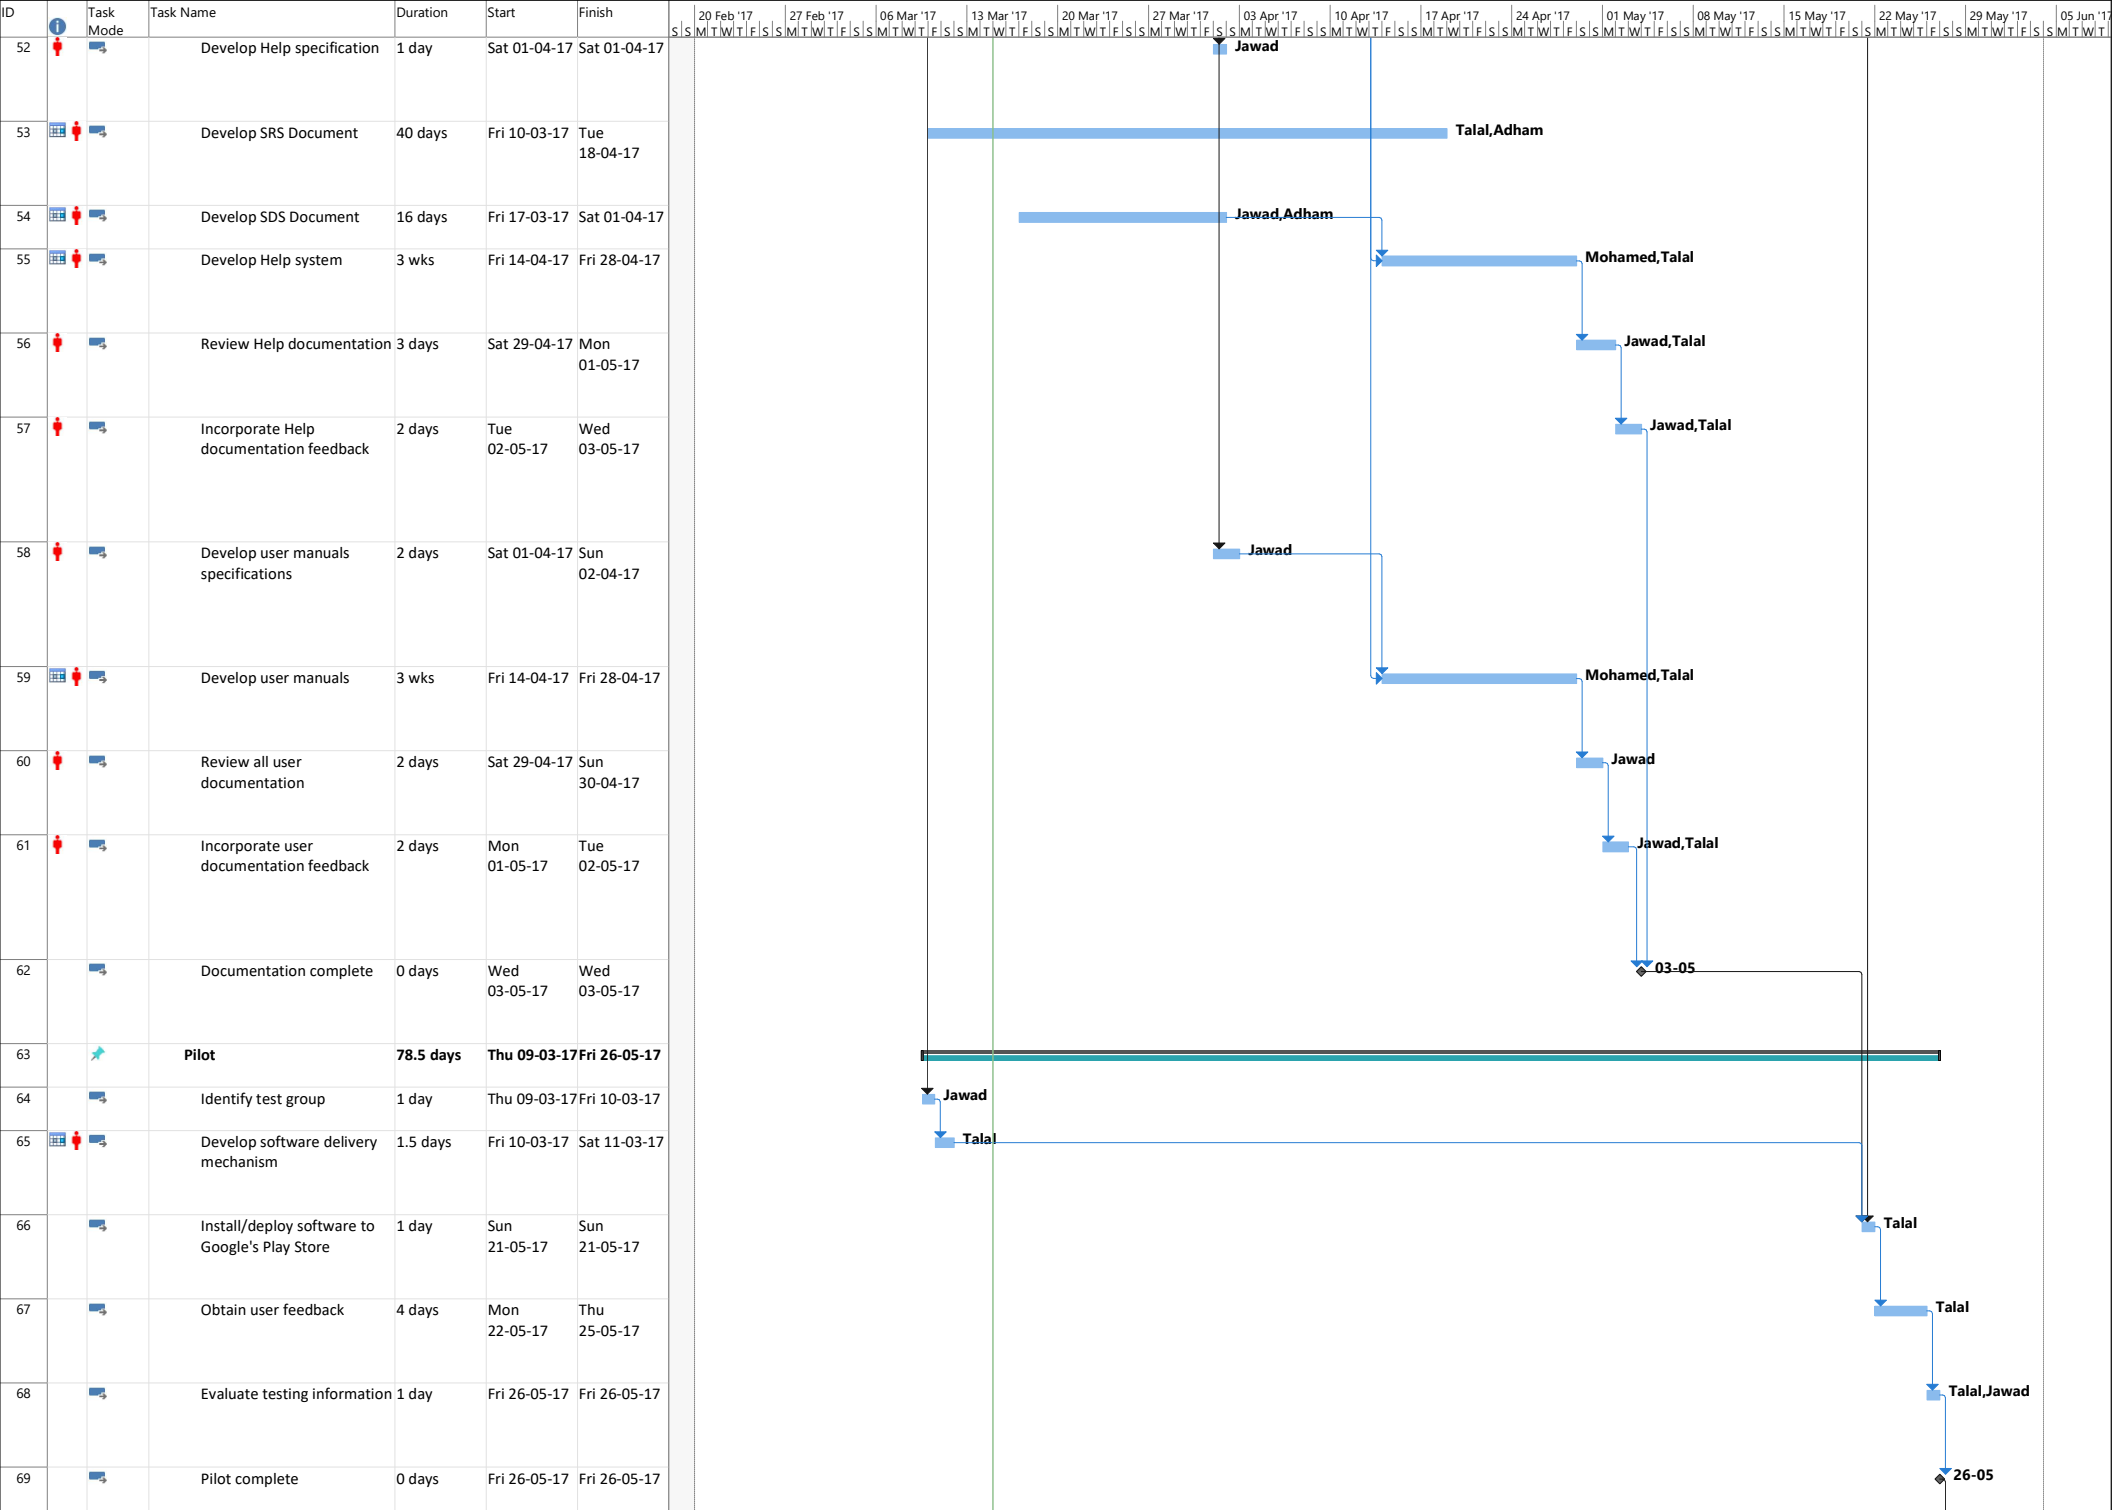 ID Task Mode Task Name Duration Start Finish 20 Feb '17 27 Feb '17 06 Mar '17 13 Mar '17 20 Mar '17 27 Mar '17 03 Apr '17 10 Apr '17 17 Apr '17 24 Apr '17 01 May '17 08 May '17 15 May '17 22 May '17 29 May '17 05 Jun '17
S S M T W T F S S M T W T F S S M T W T F S S M T W T F S S M T W T F S S M T W T F S S M T W T F S S M T W T F S S M T W T F S S M T W T F S S M T W T F S S M T W T F S S M T W T F S S M T W T F S S M T W T F S S M T W T F S S M T W T
52 Develop Help specification 1 day Sat 01-04-17 Sat 01-04-17 Jawad
53 Develop SRS Document 40 days Fri 10-03-17 Tue Talal,Adham
18-04-17
54 Develop SDS Document 16 days Fri 17-03-17 Sat 01-04-17 Jawad,Adham
55 Develop Help system 3 wks Fri 14-04-17 Fri 28-04-17 Mohamed,Talal
56 Review Help documentation 3 days Sat 29-04-17 Mon Jawad,Talal
01-05-17
57 Incorporate Help 2 days Tue Wed Jawad,Talal
documentation feedback 02-05-17 03-05-17
58 Develop user manuals 2 days Sat 01-04-17 Sun Jawad
specifications 02-04-17
59 Develop user manuals 3 wks Fri 14-04-17 Fri 28-04-17 Mohamed,Talal
60 Review all user 2 days Sat 29-04-17 Sun Jawad
documentation 30-04-17
61 Incorporate user 2 days Mon Tue Jawad,Talal
documentation feedback 01-05-17 02-05-17
62 Documentation complete 0 days Wed Wed 03-05
03-05-17 03-05-17
63 Pilot 78.5 days Thu 09-03-17 Fri 26-05-17
64 Identify test group 1 day Thu 09-03-17 Fri 10-03-17 Jawad
65 Develop software delivery 1.5 days Fri 10-03-17 Sat 11-03-17 Talal
mechanism
66 Install/deploy software to 1 day Sun Sun Talal
Google's Play Store 21-05-17 21-05-17
67 Obtain user feedback 4 days Mon Thu Talal
22-05-17 25-05-17
68 Evaluate testing information 1 day Fri 26-05-17 Fri 26-05-17 Talal,Jawad
69 Pilot complete 0 days Fri 26-05-17 Fri 26-05-17 26-05